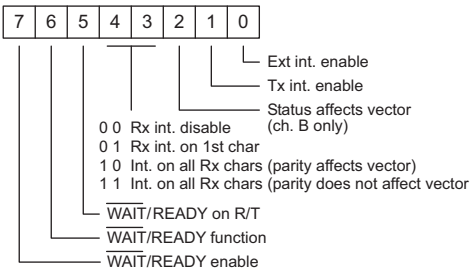 7 6 5 4 3 2 1 0
Ext int. enable
Tx int. enable
Status affects vector
(ch. B only)
0 0 Rx int. disable
0 1 Rx int. on 1st char
1 0 Int. on all Rx chars (parity affects vector)
1 1 Int. on all Rx chars (parity does not affect vector
WAIT/READY on R/T
WAIT/READY function
WAIT/READY enable